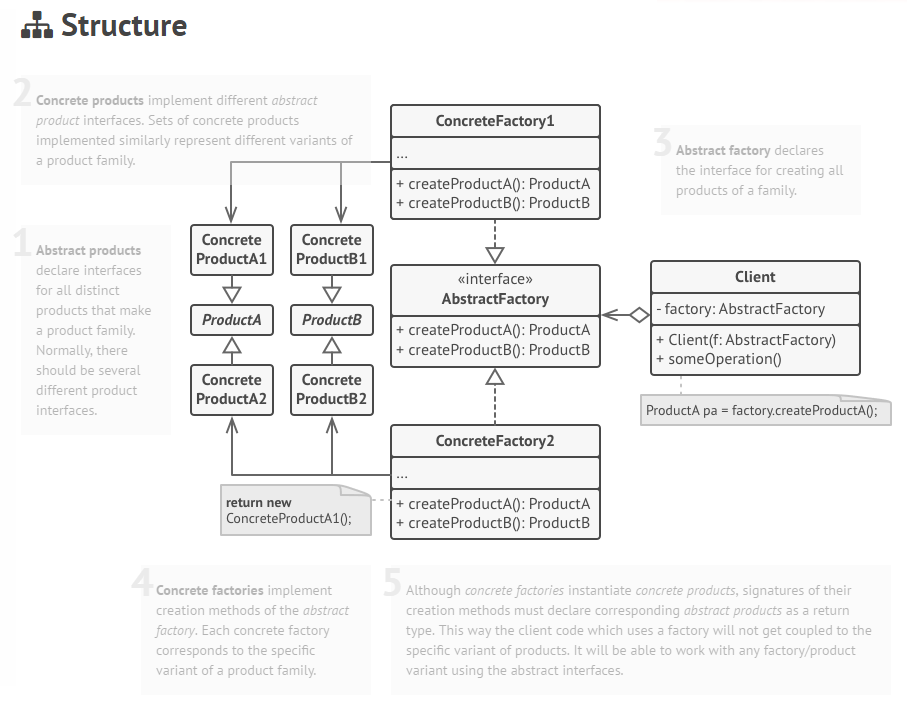 Structure
2
Concrete products implement different abstract
product interfaces. Sets of concrete products
implemented similarly represent different variants of
a product family.
ConcreteFactory1
...
+ createProductA(): ProductA
+ createProductB(): ProductB
3
Abstract factory declares
the interface for creating all
products of a family.
1
Abstract products
declare interfaces
for all distinct
products that make
a product family.
Normally, there
should be several
different product
interfaces.
Concrete
ProductA1
Concrete
ProductB1
ProductA
ProductB
Concrete
ProductA2
Concrete
ProductB2
«interface»
AbstractFactory
+ createProductA(): ProductA
+ createProductB(): ProductB
Client
- factory: AbstractFactory
+ Client(f: AbstractFactory)
+ someOperation()
ProductA pa = factory.createProductA();
ConcreteFactory2
...
+ createProductA(): ProductA
+ createProductB(): ProductB
return new
ConcreteProductA1();
4
Concrete factories implement
creation methods of the abstract
factory. Each concrete factory
corresponds to the specific
variant of a product family.
5
Although concrete factories instantiate concrete products, signatures of their
creation methods must declare corresponding abstract products as a return
type. This way the client code which uses a factory will not get coupled to the
specific variant of products. It will be able to work with any factory/product
variant using the abstract interfaces.